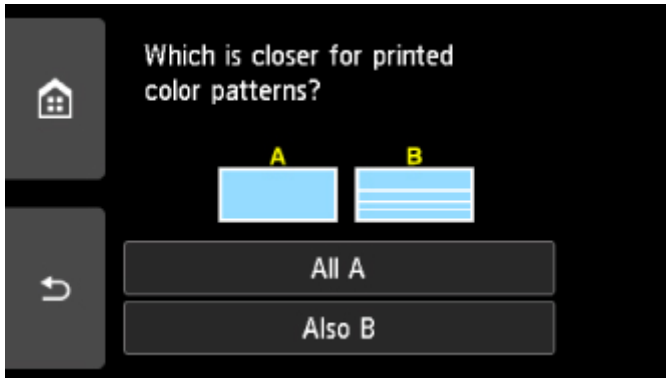 Which is closer for printed
color patterns?
A B
All A
Also B